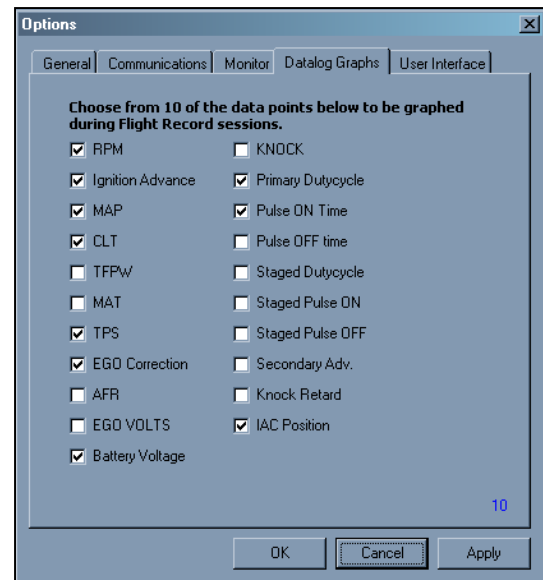 Options
General Communications Monitor Datalog Graphs User Interface
Choose from 10 of the data points below to be graphed
during Flight Record sessions.
RPM
Ignition Advance
MAP
CLT
TFPW
MAT
TPS
EGO Correction
AFR
EGO VOLTS
Battery Voltage
KNOCK
Primary Dutycycle
Pulse ON Time
Pulse OFF time
Staged Dutycycle
Staged Pulse ON
Staged Pulse OFF
Secondary Adv.
Knock Retard
IAC Position
10
OK Cancel Apply